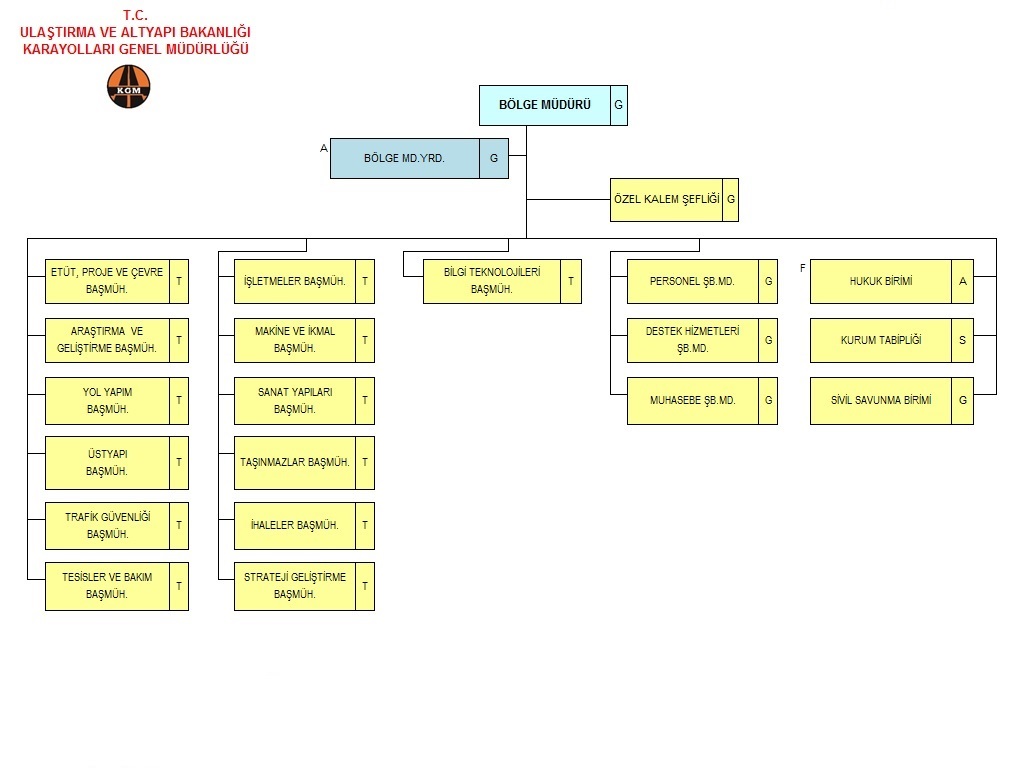 T.C.
ULAŞTIRMA VE ALTYAPI BAKANLIĞI
KARAYOLLARI GENEL MÜDÜRLÜĞÜ
KGM
BÖLGE MÜDÜRÜ G
A
BÖLGE MD.YRD. G
ÖZEL KALEM ŞEFLİĞİ G
ETÜT, PROJE VE ÇEVRE
BAŞMÜH. T
ARAŞTIRMA VE
GELİŞTİRME BAŞMÜH. T
YOL YAPIM
BAŞMÜH. T
ÜSTYAPI
BAŞMÜH. T
TRAFİK GÜVENLİĞİ
BAŞMÜH. T
TESİSLER VE BAKIM
BAŞMÜH. T
İŞLETMELER BAŞMÜH. T
MAKİNE VE İKMAL
BAŞMÜH. T
SANAT YAPILARI
BAŞMÜH. T
TAŞINMAZLAR BAŞMÜH. T
İHALELER BAŞMÜH. T
STRATEJİ GELİŞTİRME
BAŞMÜH. T
BİLGİ TEKNOLOJİLERİ
BAŞMÜH. T
PERSONEL ŞB.MD. G
DESTEK HİZMETLERİ
ŞB.MD. G
MUHASEBE ŞB.MD. G
F
HUKUK BİRİMİ A
KURUM TABİPLİĞİ S
SİVİL SAVUNMA BİRİMİ G